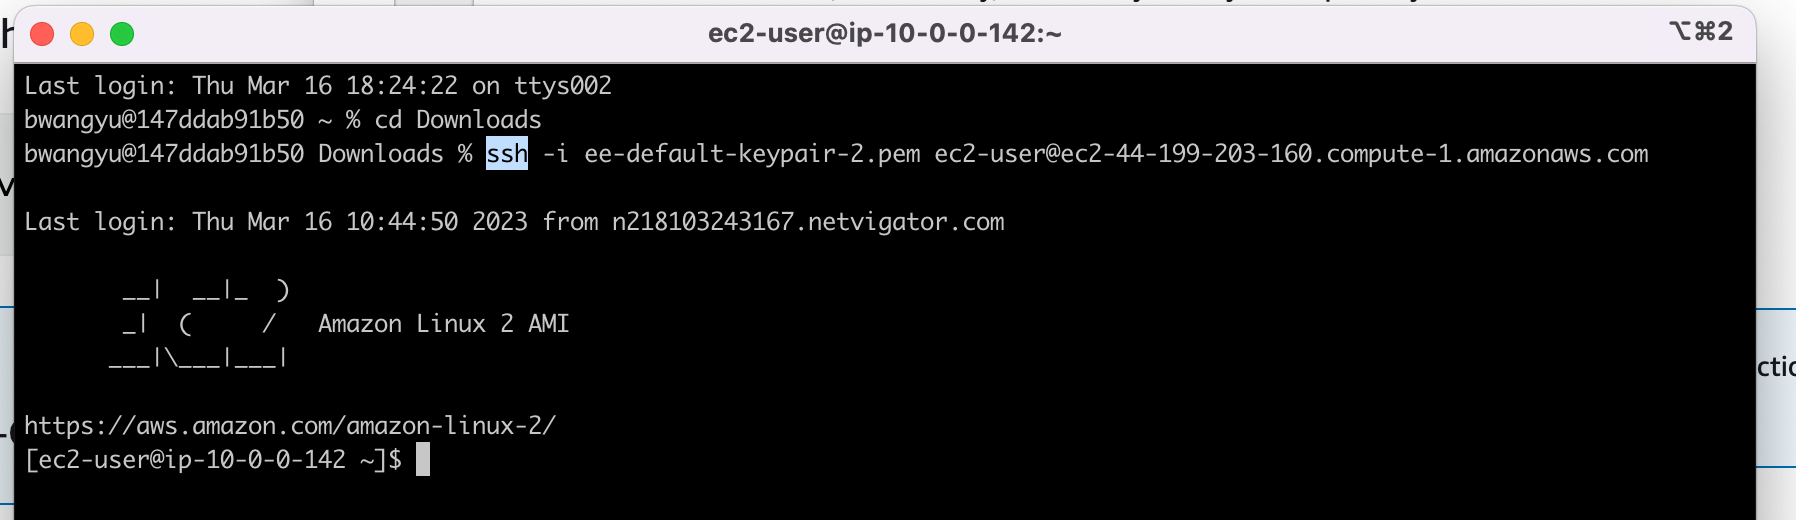 ec2-user@ip-10-0-0-142:~
⌥⌘2
Last login: Thu Mar 16 18:24:22 on ttys002
bwangyu@147ddab91b50 ~ % cd Downloads
bwangyu@147ddab91b50 Downloads % ssh -i ee-default-keypair-2.pem ec2-user@ec2-44-199-203-160.compute-1.amazonaws.com
Last login: Thu Mar 16 10:44:50 2023 from n218103243167.netvigator.com
       __|  __|_  )
       _|  (     /   Amazon Linux 2 AMI
      ___|\___|___|
https://aws.amazon.com/amazon-linux-2/
[ec2-user@ip-10-0-0-142 ~]$